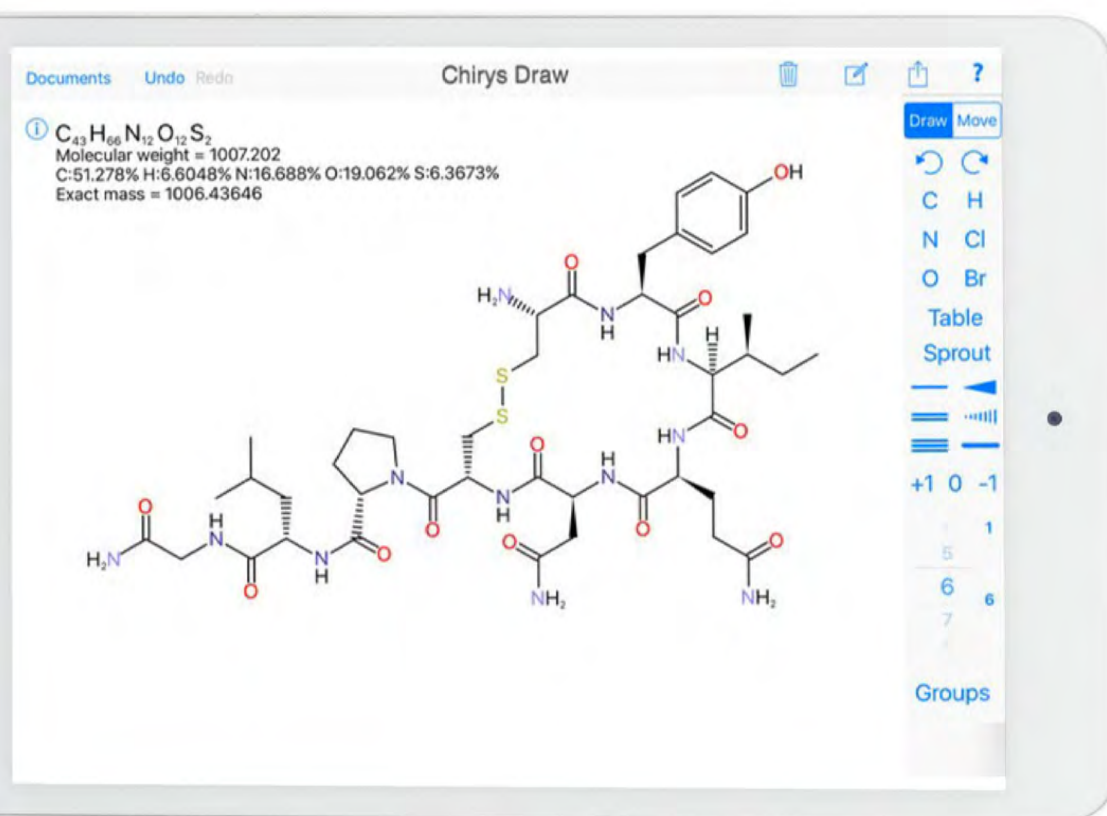 Documents Undo Redo Chirys Draw ?
C₄₃H₆₆N₁₂O₁₂S₂
Molecular weight = 1007.202
C:51.278% H:6.6048% N:16.688% O:19.062% S:6.3673%
Exact mass = 1006.43646
Draw Move
C H
N Cl
O Br
Table
Sprout
+1 0 -1
1
5
6
6
7
Groups
OH
O
H₂N
O
N
H
H
HN
S
S
HN
O
O
H
N
N
O
N
H
O
O
O
H
N
H₂N
O
N
H
O
O
NH₂
O
NH₂